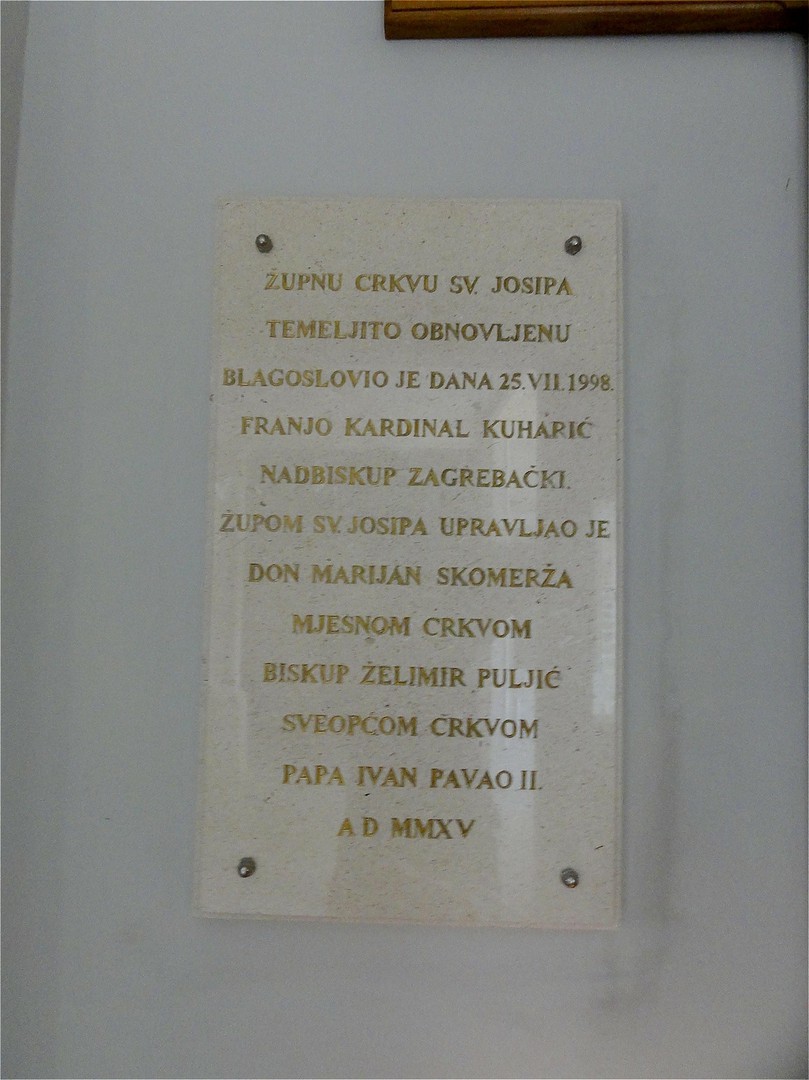 ŽUPNU CRKVU SV. JOSIPA
TEMELJITO OBNOVLJENU
BLAGOSLOVIO JE DANA 25.VII.1998.
FRANJO KARDINAL KUHARIĆ
NADBISKUP ZAGREBAČKI.
ŽUPOM SV. JOSIPA UPRAVLJAO JE
DON MARIJAN SKOMERŽA
MJESNOM CRKVOM
BISKUP ŽELIMIR PULJIĆ
SVEOPĆOM CRKVOM
PAPA IVAN PAVAO II.
A D MMXV